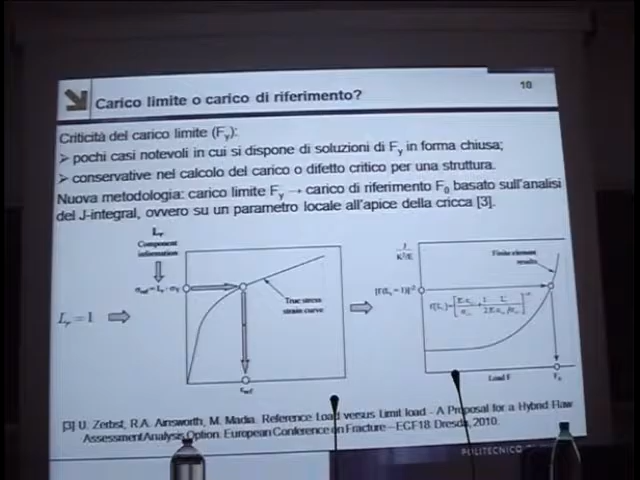 10
Carico limite o carico di riferimento?
Criticità del carico limite (Fy):
➢ pochi casi notevoli in cui si dispone di soluzioni di Fy in forma chiusa;
➢ conservative nel calcolo del carico o difetto critico per una struttura.
Nuova metodologia: carico limite Fy → carico di riferimento F0 basato sull'analisi
del J-integral, ovvero su un parametro locale all'apice della cricca [3].
Lr
Component
information
True stress
strain curve
Lr = 1
εref
J
K²/E
Finite element
results
Load F
F0
[3] U. Zerbst, R.A. Ainsworth, M. Madia. Reference Load versus Limit load - A Proposal for a Hybrid Flaw
Assessment Analysis Option. European Conference on Fracture – ECF18. Dresda, 2010.
POLITECNICO